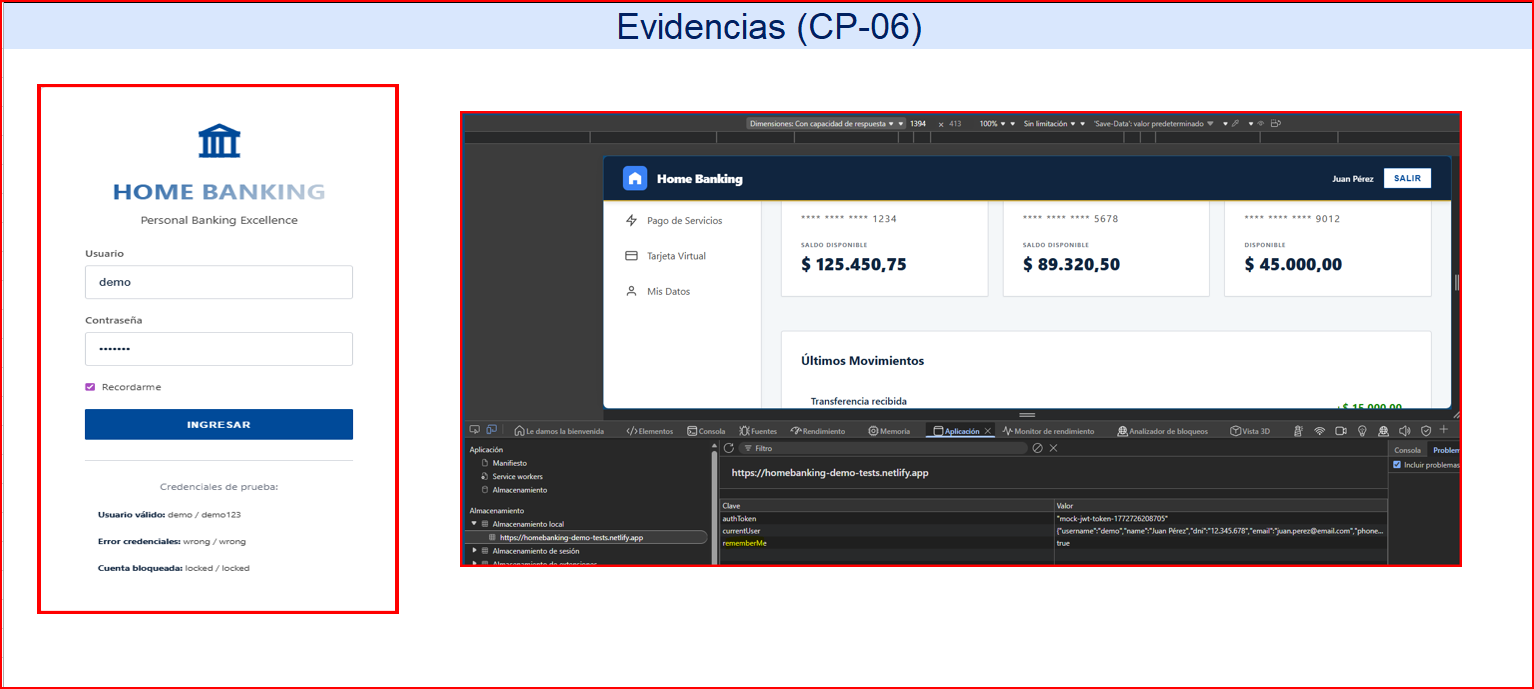 Evidencias (CP-06)
HOME BANKING
Personal Banking Excellence
Usuario
demo
Contraseña
•••••••
Recordarme
INGRESAR
Credenciales de prueba:
Usuario válido: demo / demo123
Error credenciales: wrong / wrong
Cuenta bloqueada: locked / locked
Dimensiones: Con capacidad de respuesta 1394 x 413 100% Sin limitación 'Save-Data': valor predeterminado
Home Banking Juan Pérez SALIR
Pago de Servicios
Tarjeta Virtual
Mis Datos
**** **** **** 1234
SALDO DISPONIBLE
$ 125.450,75
**** **** **** 5678
SALDO DISPONIBLE
$ 89.320,50
**** **** **** 9012
DISPONIBLE
$ 45.000,00
Últimos Movimientos
Transferencia recibida
+$ 15.000,00
Le damos la bienvenida Elementos Consola Fuentes Rendimiento Memoria Aplicación Monitor de rendimiento Analizador de bloqueos Vista 3D
Aplicación
Manifiesto
Service workers
Almacenamiento
Almacenamiento
Almacenamiento local
https://homebanking-demo-tests.netlify.app
Almacenamiento de sesión
Almacenamiento de extensiones
Filtro
https://homebanking-demo-tests.netlify.app
Clave Valor
authToken "mock-jwt-token-1772726208705"
currentUser {"username":"demo","name":"Juan Pérez","dni":"12.345.678","email":"juan.perez@email.com","phone...
rememberMe true
Consola Problem
Incluir problemas